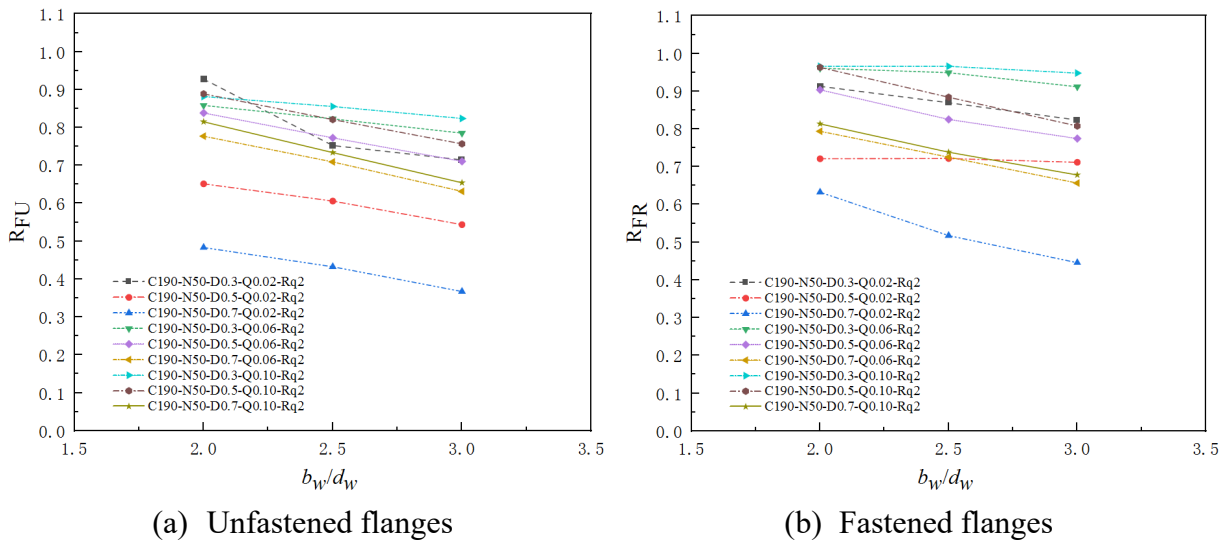 1.1
1.0
0.9
0.8
0.7
0.6
0.5
0.4
0.3
0.2
0.1
0.0
R_FU
C190-N50-D0.3-Q0.02-Rq2
C190-N50-D0.5-Q0.02-Rq2
C190-N50-D0.7-Q0.02-Rq2
C190-N50-D0.3-Q0.06-Rq2
C190-N50-D0.5-Q0.06-Rq2
C190-N50-D0.7-Q0.06-Rq2
C190-N50-D0.3-Q0.10-Rq2
C190-N50-D0.5-Q0.10-Rq2
C190-N50-D0.7-Q0.10-Rq2
1.5 2.0 2.5 3.0 3.5
b_w/d_w
(a) Unfastened flanges
1.1
1.0
0.9
0.8
0.7
0.6
0.5
0.4
0.3
0.2
0.1
0.0
R_FR
C190-N50-D0.3-Q0.02-Rq2
C190-N50-D0.5-Q0.02-Rq2
C190-N50-D0.7-Q0.02-Rq2
C190-N50-D0.3-Q0.06-Rq2
C190-N50-D0.5-Q0.06-Rq2
C190-N50-D0.7-Q0.06-Rq2
C190-N50-D0.3-Q0.10-Rq2
C190-N50-D0.5-Q0.10-Rq2
C190-N50-D0.7-Q0.10-Rq2
1.5 2.0 2.5 3.0 3.5
b_w/d_w
(b) Fastened flanges